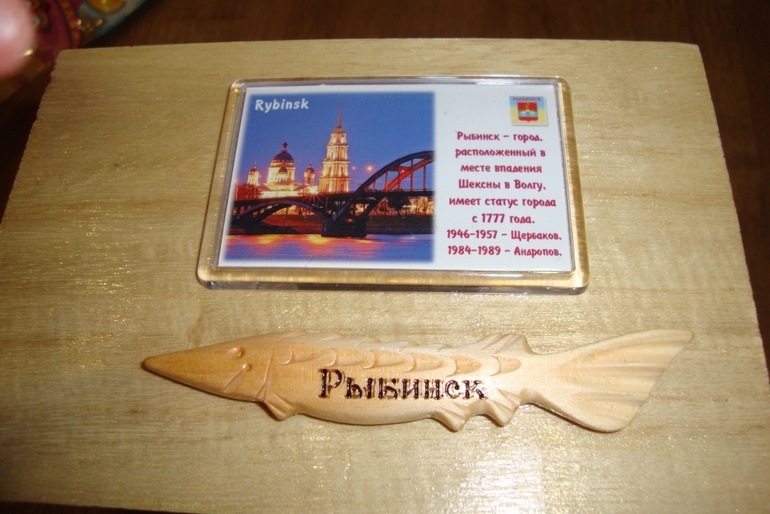 Rybinsk
Рыбинск – город,
расположенный в
месте впадения
Шексны в Волгу,
имеет статус города
с 1777 года.
1946–1957 – Щербаков.
1984–1989 – Андропов.
Рыбинск